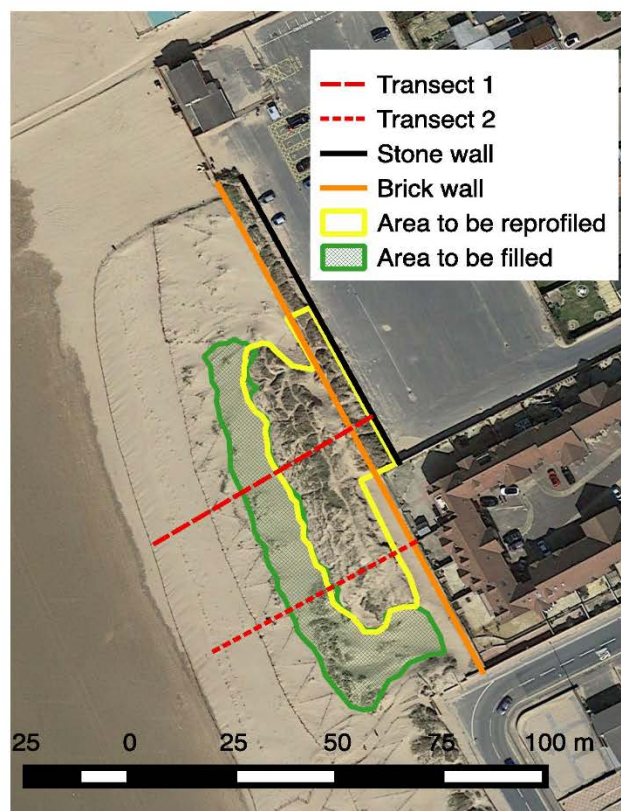 Transect 1
Transect 2
Stone wall
Brick wall
Area to be reprofiled
Area to be filled
25 0 25 50 75 100 m